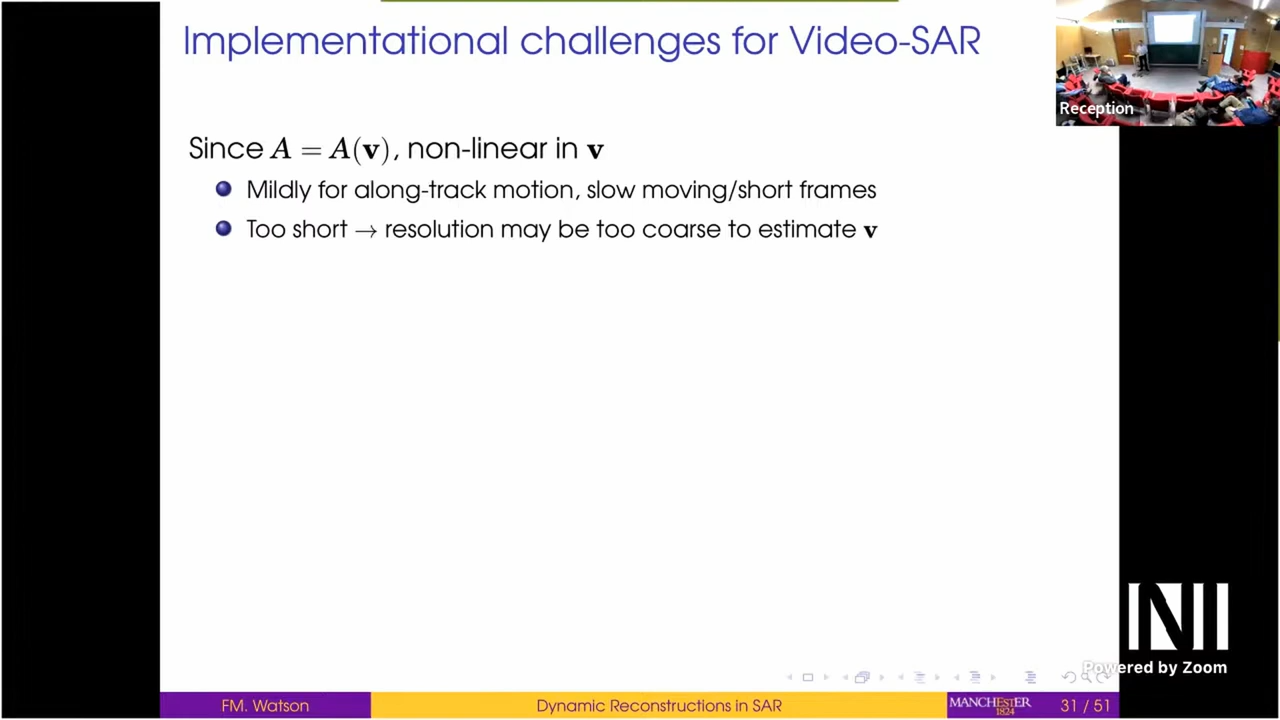 Implementational challenges for Video-SAR
Reception
Since A = A(v), non-linear in v
Mildly for along-track motion, slow moving/short frames
Too short → resolution may be too coarse to estimate v
NII
Powered by Zoom
FM. Watson
Dynamic Reconstructions in SAR
MANCHESTER
1824
31 / 51